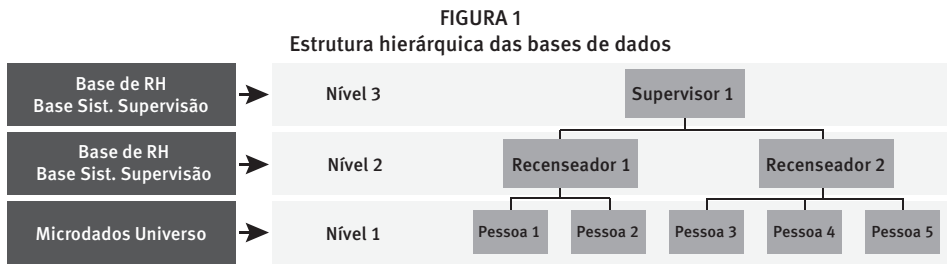 FIGURA 1
Estrutura hierárquica das bases de dados
Base de RH
Base Sist. Supervisão
Nível 3
Supervisor 1
Base de RH
Base Sist. Supervisão
Nível 2
Recenseador 1
Recenseador 2
Microdados Universo
Nível 1
Pessoa 1
Pessoa 2
Pessoa 3
Pessoa 4
Pessoa 5